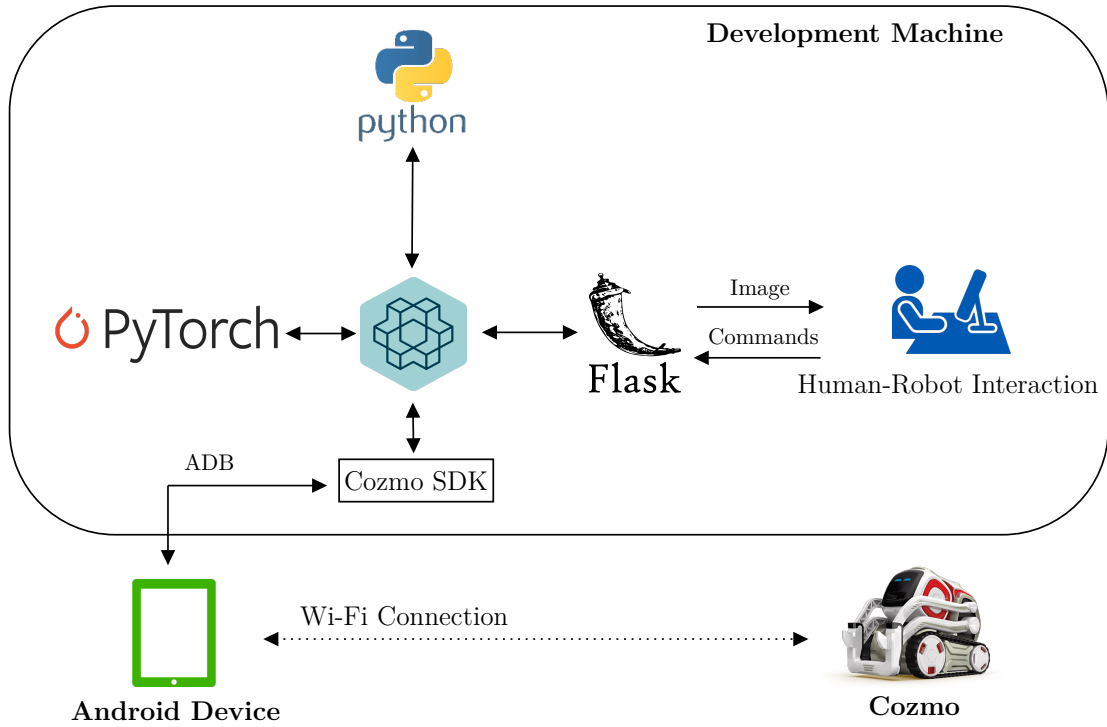 Development Machine
python
PyTorch
Flask
Image
Commands
Human-Robot Interaction
ADB
Cozmo SDK
Wi-Fi Connection
Android Device
Cozmo